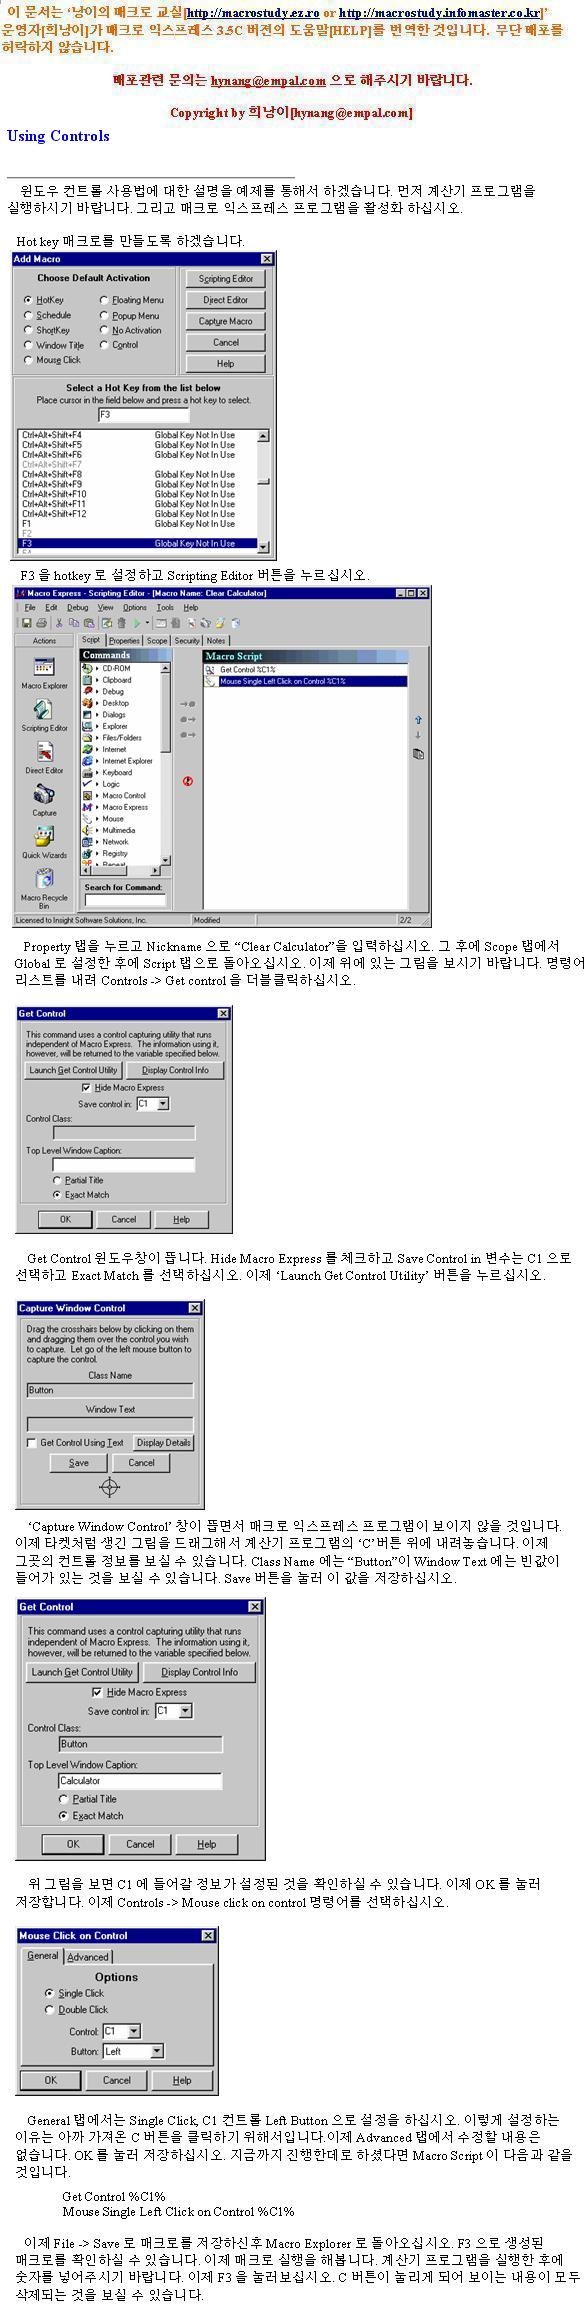 이 문서는 ‘낭이의 매크로 교실[http://macrostudy.ez.ro or http://macrostudy.infomaster.co.kr]’
운영자[희낭이]가 매크로 익스프레스 3.5C 버젼의 도움말[HELP]를 번역한 것입니다. 무단 배포를
허락하지 않습니다.
배포관련 문의는 hynang@empal.com 으로 해주시기 바랍니다.
Copyright by 희낭이[hynang@empal.com]
Using Controls
윈도우 컨트롤 사용법에 대한 설명을 예제를 통해서 하겠습니다. 먼저 계산기 프로그램을
실행하시기 바랍니다. 그리고 매크로 익스프레스 프로그램을 활성화 하십시오.
Hot key 매크로를 만들도록 하겠습니다.
Add Macro
Choose Default Activation
HotKey
Schedule
ShortKey
Window Title
Mouse Click
Floating Menu
Popup Menu
No Activation
Control
Scripting Editor
Direct Editor
Capture Macro
Cancel
Help
Select a Hot Key from the list below
Place cursor in the field below and press a hot key to select.
F3
Ctrl+Alt+Shift+F4 Global Key Not In Use
Ctrl+Alt+Shift+F5 Global Key Not In Use
Ctrl+Alt+Shift+F6 Global Key Not In Use
Ctrl+Alt+Shift+F7
Ctrl+Alt+Shift+F8 Global Key Not In Use
Ctrl+Alt+Shift+F9 Global Key Not In Use
Ctrl+Alt+Shift+F10 Global Key Not In Use
Ctrl+Alt+Shift+F11 Global Key Not In Use
Ctrl+Alt+Shift+F12 Global Key Not In Use
F1 Global Key Not In Use
F2
F3 Global Key Not In Use
F3 을 hotkey 로 설정하고 Scripting Editor 버튼을 누르십시오.
Macro Express - Scripting Editor - [Macro Name: Clear Calculator]
File Edit Debug View Options Tools Help
Actions
Macro Explorer
Scripting Editor
Direct Editor
Capture
Quick Wizards
Macro Recycle
Bin
Script Properties Scope Security Notes
Commands
CD-ROM
Clipboard
Debug
Desktop
Dialogs
Explorer
Files/Folders
Internet
Internet Explorer
Keyboard
Logic
Macro Control
Macro Express
Mouse
Multimedia
Network
Registry
Repeat
Search for Command:
Macro Script
Get Control %C1%
Mouse Single Left Click on Control %C1%
Licensed to Insight Software Solutions, Inc. Modified 2/2
Property 탭을 누르고 Nickname 으로 “Clear Calculator”을 입력하십시오. 그 후에 Scope 탭에서
Global 로 설정한 후에 Script 탭으로 돌아오십시오. 이제 위에 있는 그림을 보시기 바랍니다. 명령어
리스트를 내려 Controls -> Get control 을 더블클릭하십시오.
Get Control
This command uses a control capturing utility that runs
independent of Macro Express. The information using it,
however, will be returned to the variable specified below.
Launch Get Control Utility Display Control Info
Hide Macro Express
Save control in: C1
Control Class:
Top Level Window Caption:
Partial Title
Exact Match
OK Cancel Help
Get Control 윈도우창이 뜹니다. Hide Macro Express 를 체크하고 Save Control in 변수는 C1 으로
선택하고 Exact Match 를 선택하십시오. 이제 ‘Launch Get Control Utility’ 버튼을 누르십시오.
Capture Window Control
Drag the crosshairs below by clicking on them
and dragging them over the control you wish
to capture. Let go of the left mouse button to
capture the control.
Class Name
Button
Window Text
Get Control Using Text Display Details
Save Cancel
‘Capture Window Control’ 창이 뜹면서 매크로 익스프레스 프로그램이 보이지 않을 것입니다.
이제 타켓처럼 생긴 그림을 드래그해서 계산기 프로그램의 ‘C’버튼 위에 내려놓습니다. 이제
그곳의 컨트롤 정보를 보실 수 있습니다. Class Name 에는 “Button”이 Window Text 에는 빈값이
들어가 있는 것을 보실 수 있습니다. Save 버튼을 눌러 이 값을 저장하십시오.
Get Control
This command uses a control capturing utility that runs
independent of Macro Express. The information using it,
however, will be returned to the variable specified below.
Launch Get Control Utility Display Control Info
Hide Macro Express
Save control in: C1
Control Class:
Button
Top Level Window Caption:
Calculator
Partial Title
Exact Match
OK Cancel Help
위 그림을 보면 C1 에 들어갈 정보가 설정된 것을 확인하실 수 있습니다. 이제 OK 를 눌러
저장합니다. 이제 Controls -> Mouse click on control 명령어를 선택하십시오.
Mouse Click on Control
General Advanced
Options
Single Click
Double Click
Control: C1
Button: Left
OK Cancel Help
General 탭에서는 Single Click, C1 컨트롤 Left Button 으로 설정을 하십시오. 이렇게 설정하는
이유는 아까 가져온 C 버튼을 클릭하기 위해서입니다.이제 Advanced 탭에서 수정할 내용은
없습니다. OK 를 눌러 저장하십시오. 지금까지 진행한데로 하셨다면 Macro Script 이 다음과 같을
것입니다.
Get Control %C1%
Mouse Single Left Click on Control %C1%
이제 File -> Save 로 매크로를 저장하신후 Macro Explorer 로 돌아오십시오. F3 으로 생성된
매크로를 확인하실 수 있습니다. 이제 매크로 실행을 해봅니다. 계산기 프로그램을 실행한 후에
숫자를 넣어주시기 바랍니다. 이제 F3 을 눌러보십시오. C 버튼이 눌리게 되어 보이는 내용이 모두
삭제되는 것을 보실 수 있습니다.